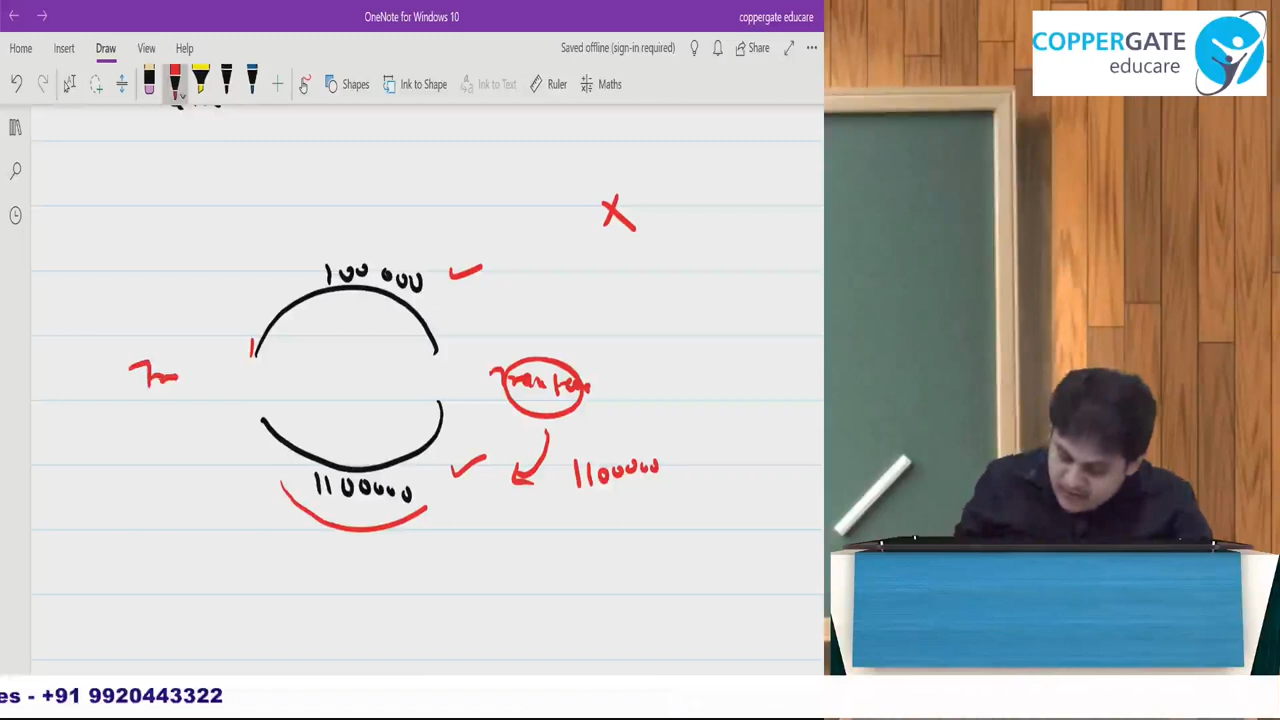 OneNote for Windows 10
coppergate educare
Home Insert Draw View Help
Saved offline (sign-in required)
Share
Shapes
Ink to Shape
Ink to Text
Ruler
Maths
COPPERGATE
educare
X
100 000
1100000
1100000
es - +91 9920443322